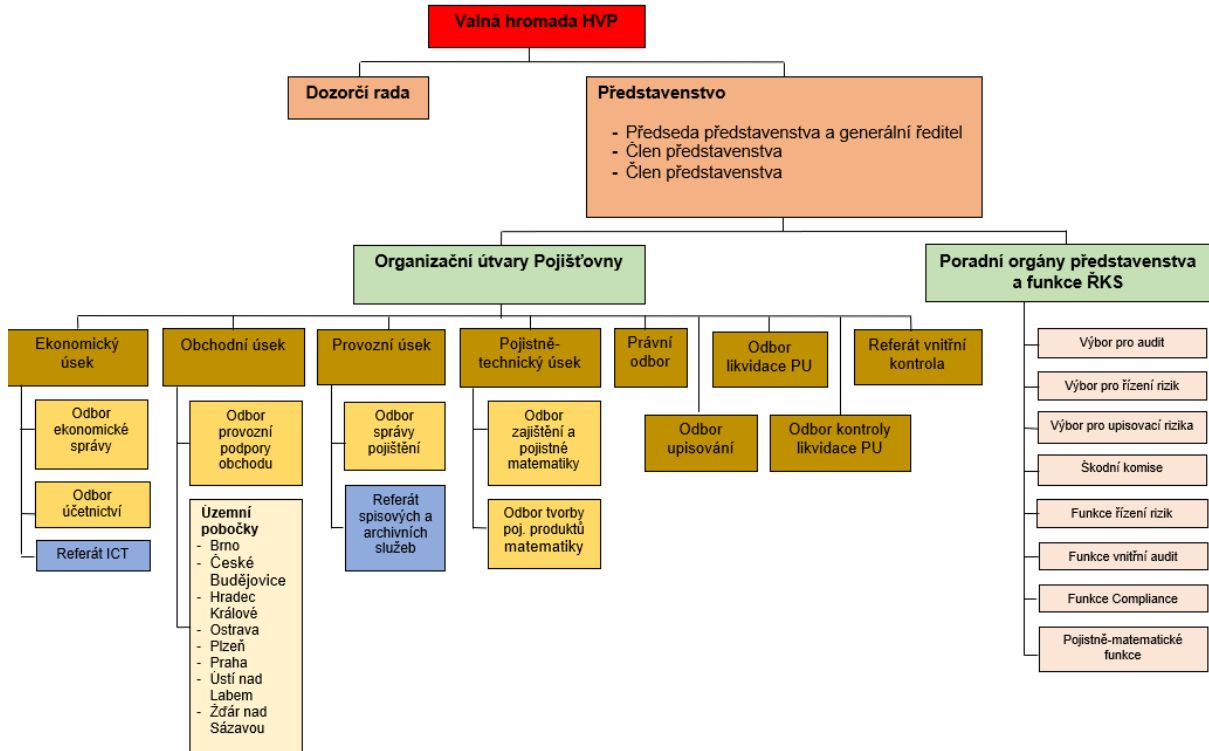 Valná hromada HVP
Dozorčí rada
Představenstvo
- Předseda představenstva a generální ředitel
- Člen představenstva
- Člen představenstva
Organizační útvary Pojišťovny
Poradní orgány představenstva
a funkce ŘKS
Ekonomický
úsek
Odbor
ekonomické
správy
Odbor
účetnictví
Referát ICT
Obchodní úsek
Odbor
provozní
podpory
obchodu
Územní
pobočky
- Brno
- České
Budějovice
- Hradec
Králové
- Ostrava
- Plzeň
- Praha
- Ústí nad
Labem
- Žďár nad
Sázavou
Provozní úsek
Odbor
správy
pojištění
Referát
spisových a
archivních
služeb
Pojistně-
technický úsek
Odbor
zajištění a
pojistné
matematiky
Odbor tvorby
poj. produktů
matematiky
Právní
odbor
Odbor
upisování
Odbor
likvidace PU
Odbor kontroly
likvidace PU
Referát vnitřní
kontrola
Výbor pro audit
Výbor pro řízení rizik
Výbor pro upisovací rizika
Škodní komise
Funkce řízení rizik
Funkce vnitřní audit
Funkce Compliance
Pojistně-matematické
funkce